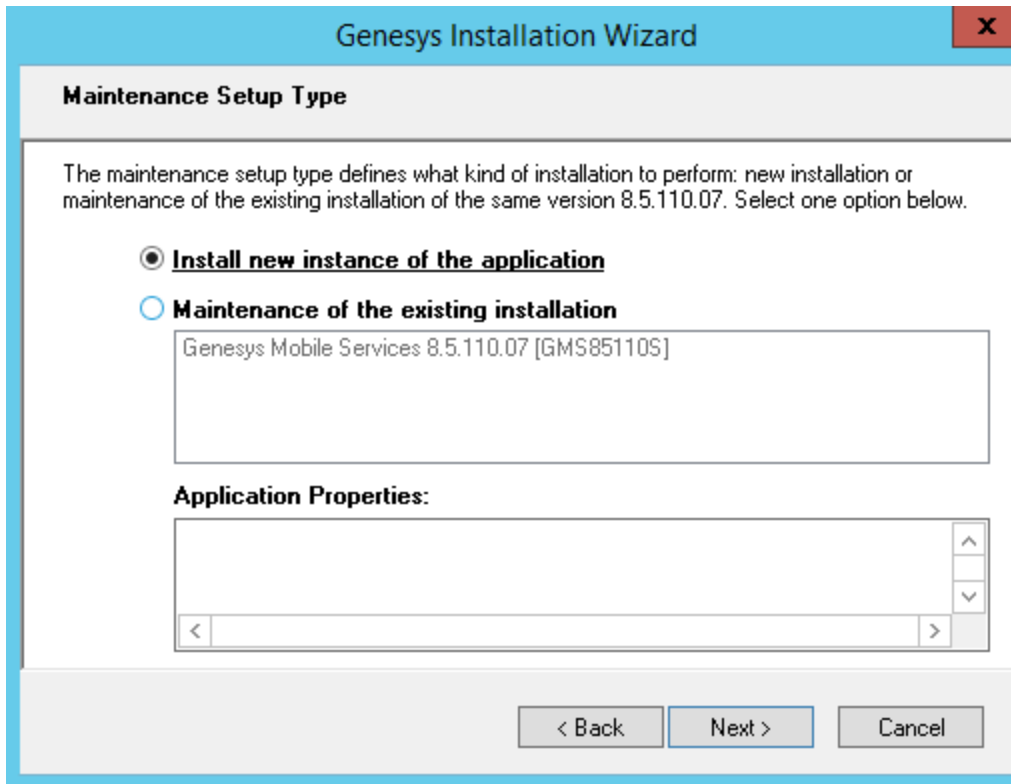 Genesys Installation Wizard
x
Maintenance Setup Type
The maintenance setup type defines what kind of installation to perform: new installation or
maintenance of the existing installation of the same version 8.5.110.07. Select one option below.
Install new instance of the application
Maintenance of the existing installation
Genesys Mobile Services 8.5.110.07 [GMS85110S]
Application Properties:
< Back Next > Cancel